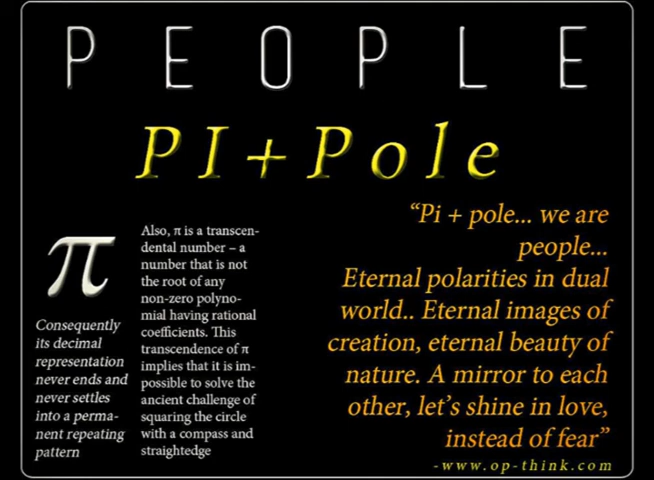 PEOPLE
PI+Pole
π
Consequently
its decimal
representation
never ends and
never settles
into a perma-
nent repeating
pattern
Also, π is a transcen-
dental number – a
number that is not
the root of any
non-zero polyno-
mial having rational
coefficients. This
transcendence of π
implies that it is im-
possible to solve the
ancient challenge of
squaring the circle
with a compass and
straightedge
“Pi + pole... we are
people...
Eternal polarities in dual
world.. Eternal images of
creation, eternal beauty of
nature. A mirror to each
other, let’s shine in love,
instead of fear”
-www.op-think.com